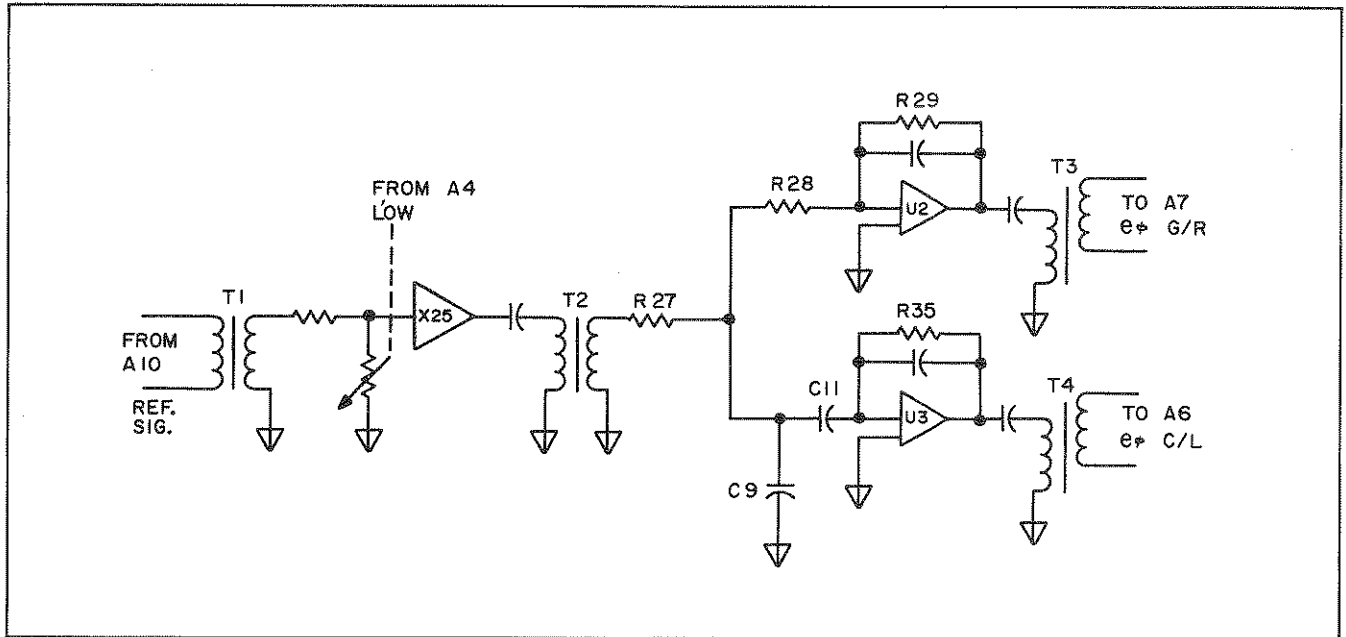 R29
T3
FROM A4
L'OW
R28
U2
TO A7
eφ G/R
T1
X25
T2
R27
R35
FROM
A10
REF.
SIG.
C11
U3
T4
TO A6
eφ C/L
C9